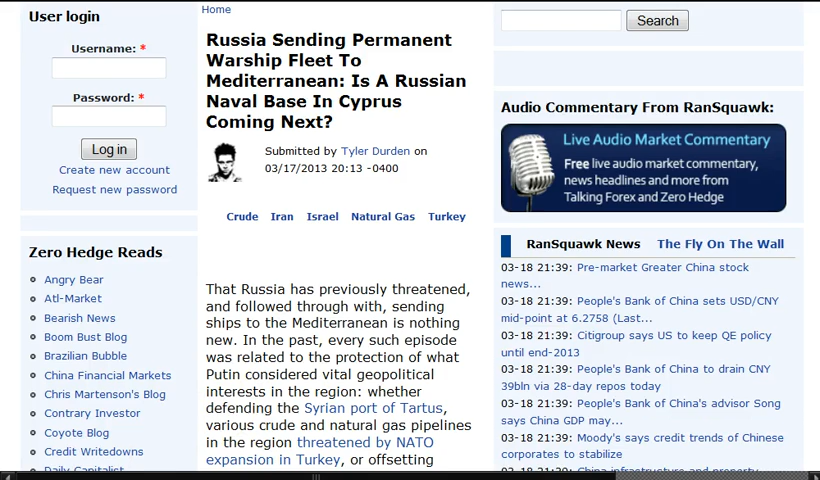 User login
Username: *
Password: *
Log in
Create new account
Request new password
Zero Hedge Reads
Angry Bear
Atl-Market
Bearish News
Boom Bust Blog
Brazilian Bubble
China Financial Markets
Chris Martenson's Blog
Contrary Investor
Coyote Blog
Credit Writedowns
Daily Capitalist
Home
Russia Sending Permanent
Warship Fleet To
Mediterranean: Is A Russian
Naval Base In Cyprus
Coming Next?
Submitted by Tyler Durden on
03/17/2013 20:13 -0400
Crude Iran Israel Natural Gas Turkey
That Russia has previously threatened,
and followed through with, sending
ships to the Mediterranean is nothing
new. In the past, every such episode
was related to the protection of what
Putin considered vital geopolitical
interests in the region: whether
defending the Syrian port of Tartus,
various crude and natural gas pipelines
in the region threatened by NATO
expansion in Turkey, or offsetting
Search
Audio Commentary From RanSquawk:
Live Audio Market Commentary
Free live audio market commentary,
news headlines and more from
Talking Forex and Zero Hedge
RanSquawk News The Fly On The Wall
03-18 21:39: Pre-market Greater China stock
news...
03-18 21:39: People's Bank of China sets USD/CNY
mid-point at 6.2758 (Last...
03-18 21:39: Citigroup says US to keep QE policy
until end-2013
03-18 21:39: People's Bank of China to drain CNY
39bln via 28-day repos today
03-18 21:39: People's Bank of China's advisor Song
says China GDP may...
03-18 21:39: Moody's says credit trends of Chinese
corporates to stabilize
03-18 21:39: China infrastructure and property